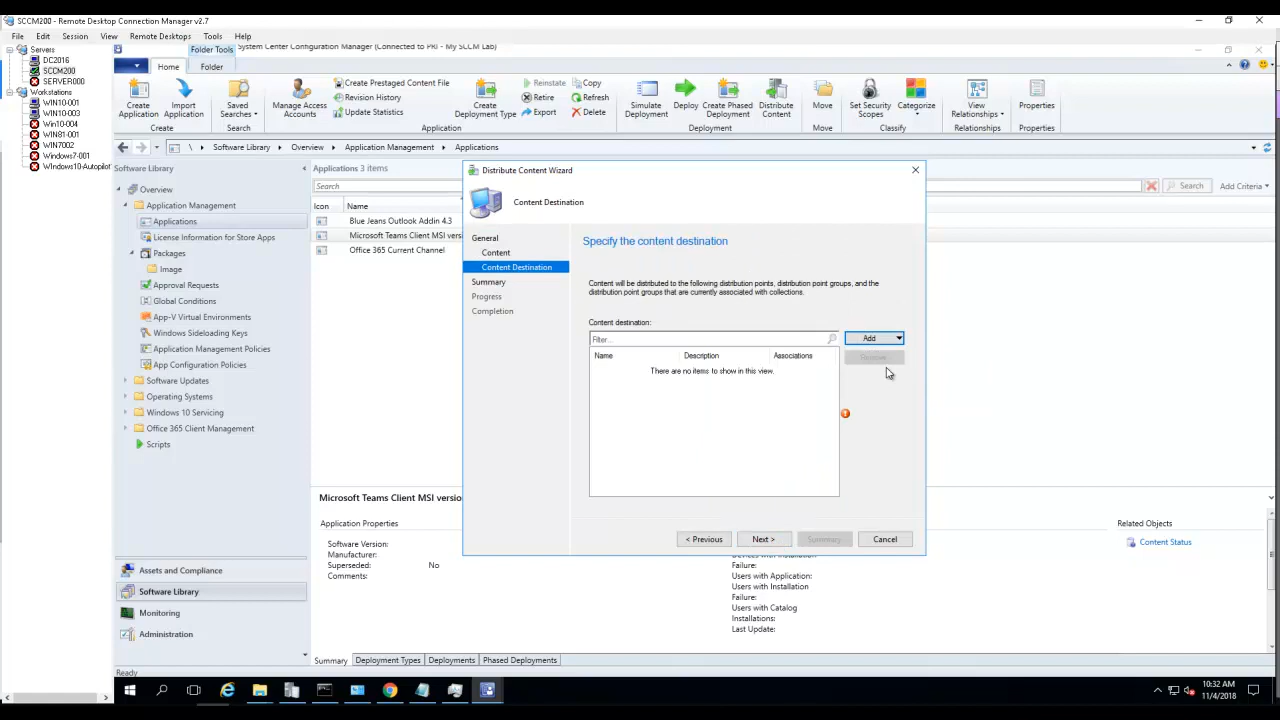 SCCM200 - Remote Desktop Connection Manager v2.7
File Edit Session View Remote Desktops Tools Help
Servers
DC2016
SCCM200
SERVER000
Workstations
WIN10-001
WIN10-003
Win10-004
WIN81-001
WIN7002
Windows7-001
Windows10-Autopilot
Folder Tools
System Center Configuration Manager (Connected to PRI - My SCCM Lab)
Home Folder
Create Application
Import Application
Create
Saved Searches
Search
Manage Access Accounts
Create Prestaged Content File
Revision History
Update Statistics
Application
Create Deployment Type
Reinstate
Retire
Export
Copy
Refresh
Delete
Simulate Deployment
Deploy
Create Phased Deployment
Distribute Content
Deployment
Move
Move
Set Security Scopes
Categorize
Classify
View Relationships
Relationships
Properties
Properties
\ Software Library Overview Application Management Applications
Software Library
Overview
Application Management
Applications
License Information for Store Apps
Packages
Image
Approval Requests
Global Conditions
App-V Virtual Environments
Windows Sideloading Keys
Application Management Policies
App Configuration Policies
Software Updates
Operating Systems
Windows 10 Servicing
Office 365 Client Management
Scripts
Assets and Compliance
Software Library
Monitoring
Administration
Ready
Applications 3 items
Search
Search Add Criteria
Icon Name
Blue Jeans Outlook Addin 4.3
Microsoft Teams Client MSI versi
Office 365 Current Channel
Distribute Content Wizard
Content Destination
General
Content
Content Destination
Summary
Progress
Completion
Specify the content destination
Content will be distributed to the following distribution points, distribution point groups, and the
distribution point groups that are currently associated with collections.
Content destination:
Filter...
Add
Remove
Name Description Associations
There are no items to show in this view.
< Previous Next > Summary Cancel
Microsoft Teams Client MSI versio
Application Properties
Software Version:
Manufacturer:
Superseded: No
Comments:
Failure:
Users with Application:
Users with Installation
Failure:
Users with Catalog
Installations:
Last Update:
Related Objects
Content Status
Summary Deployment Types Deployments Phased Deployments
10:32 AM
11/4/2018